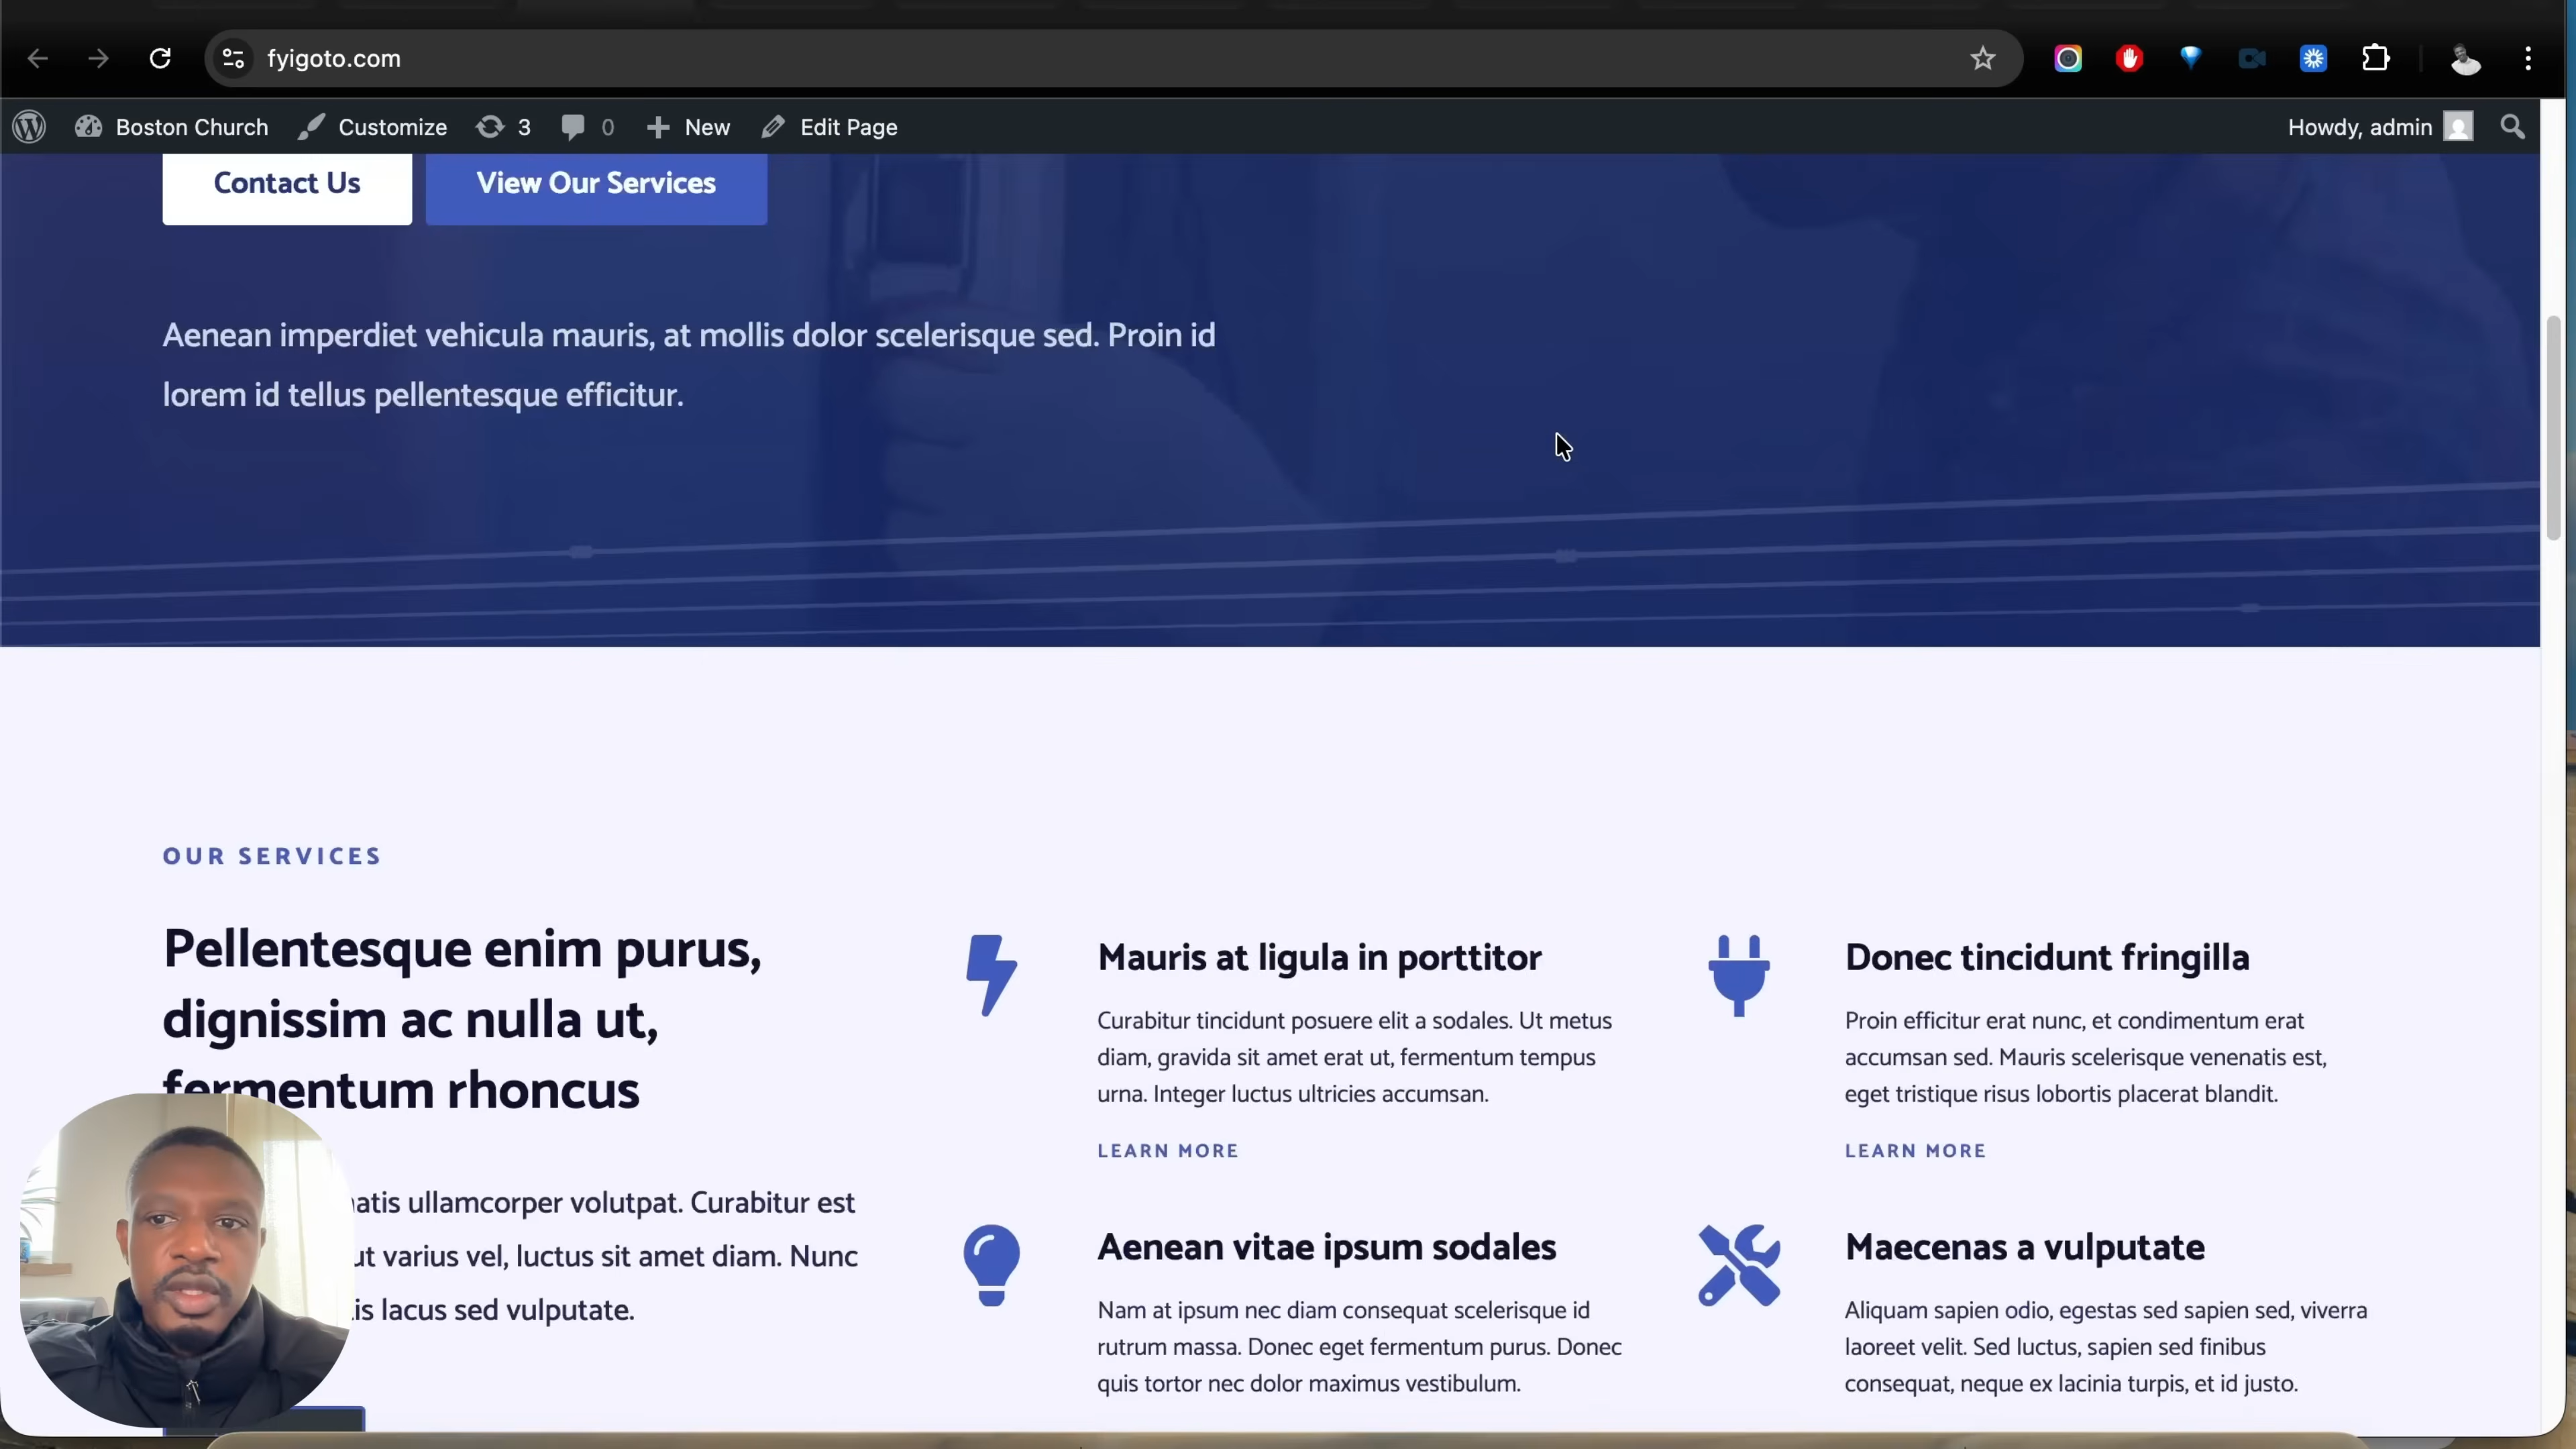 fyigoto.com
Boston Church Customize 3 0 New Edit Page Howdy, admin
Contact Us View Our Services
Aenean imperdiet vehicula mauris, at mollis dolor scelerisque sed. Proin id
lorem id tellus pellentesque efficitur.
OUR SERVICES
Pellentesque enim purus,
dignissim ac nulla ut,
fermentum rhoncus
ullamcorper volutpat. Curabitur est
ut varius vel, luctus sit amet diam. Nunc
lacus sed vulputate.
Mauris at ligula in porttitor
Curabitur tincidunt posuere elit a sodales. Ut metus
diam, gravida sit amet erat ut, fermentum tempus
urna. Integer luctus ultricies accumsan.
LEARN MORE
Donec tincidunt fringilla
Proin efficitur erat nunc, et condimentum erat
accumsan sed. Mauris scelerisque venenatis est,
eget tristique risus lobortis placerat blandit.
LEARN MORE
Aenean vitae ipsum sodales
Nam at ipsum nec diam consequat scelerisque id
rutrum massa. Donec eget fermentum purus. Donec
quis tortor nec dolor maximus vestibulum.
Maecenas a vulputate
Aliquam sapien odio, egestas sed sapien sed, viverra
laoreet velit. Sed luctus, sapien sed finibus
consequat, neque ex lacinia turpis, et id justo.